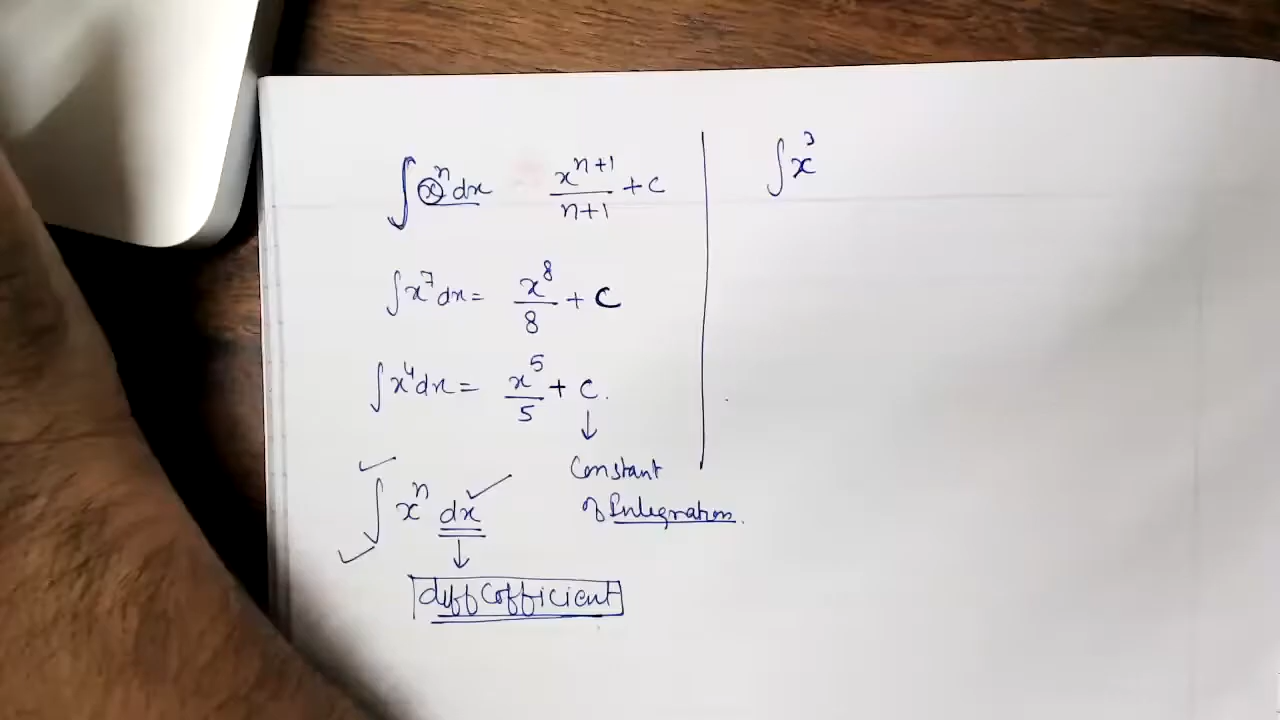 ∫xⁿdx xⁿ⁺¹/n+1 + c
∫x⁷dx = x⁸/8 + C
∫x⁴dx = x⁵/5 + C.
↓
Constant
of Integration.
∫xⁿ dx
↓
diff Cofficient
∫x³